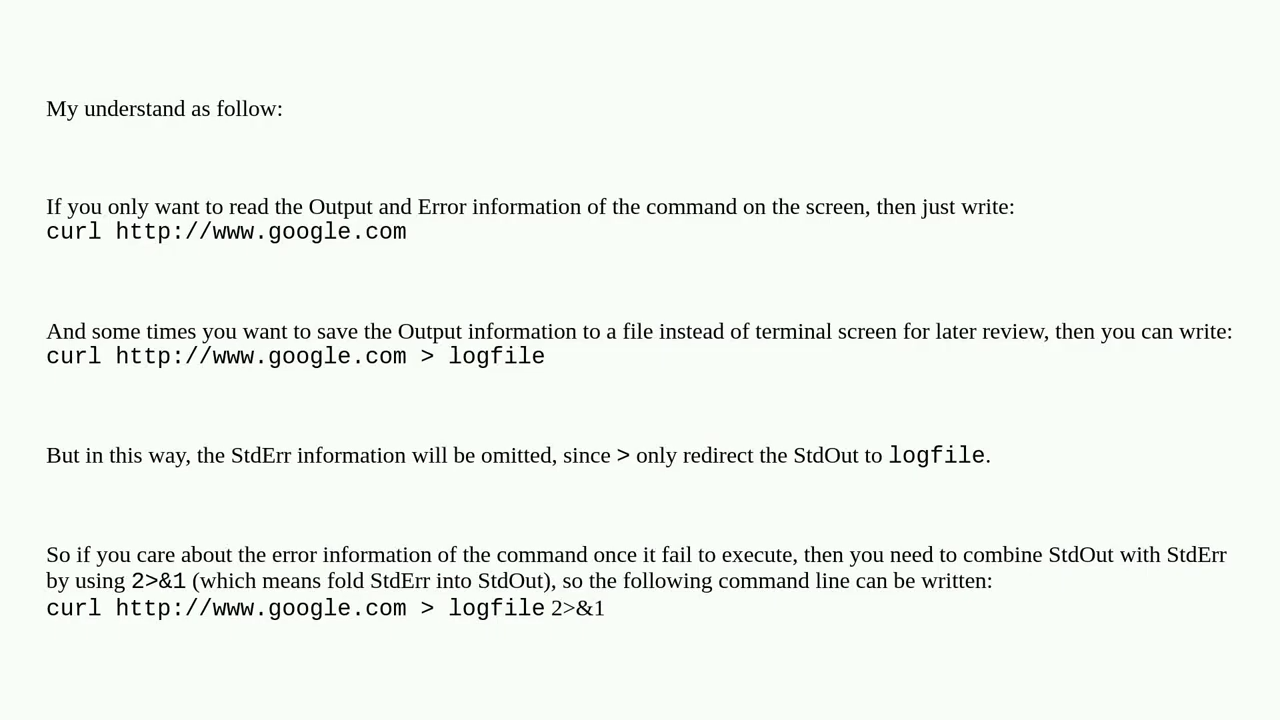 My understand as follow:
If you only want to read the Output and Error information of the command on the screen, then just write:
curl http://www.google.com
And some times you want to save the Output information to a file instead of terminal screen for later review, then you can write:
curl http://www.google.com > logfile
But in this way, the StdErr information will be omitted, since > only redirect the StdOut to logfile.
So if you care about the error information of the command once it fail to execute, then you need to combine StdOut with StdErr
by using 2>&1 (which means fold StdErr into StdOut), so the following command line can be written:
curl http://www.google.com > logfile 2>&1